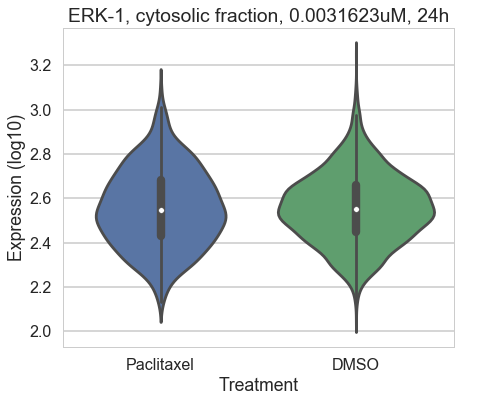 ERK-1, cytosolic fraction, 0.0031623uM, 24h
Expression (log10)
3.2
3.0
2.8
2.6
2.4
2.2
2.0
Paclitaxel
DMSO
Treatment